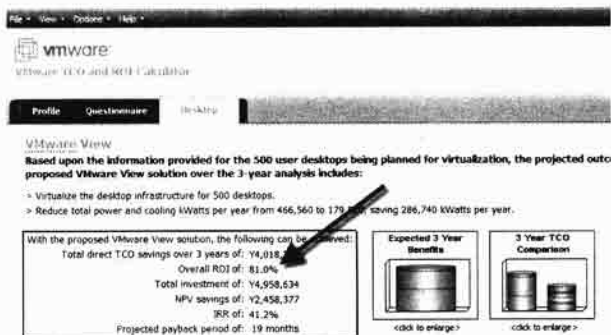 File View Options Help
vmware
VMware TCO and ROI Calculator
Profile Questionnaire Desktop
VMware View
Based upon the information provided for the 500 user desktops being planned for virtualization, the projected outco
proposed VMware View solution over the 3-year analysis includes:
> Virtualize the desktop infrastructure for 500 desktops.
> Reduce total power and cooling kWatts per year from 466,560 to 179, saving 286,740 kWatts per year.
With the proposed VMware View solution, the following can be achieved:
Total direct TCO savings over 3 years of: Y4,018,
Overall ROI of: 81.0%
Total investment of: Y4,958,634
NPV savings of: Y2,458,377
IRR of: 41.2%
Projected payback period of: 19 months
Expected 3 Year
Benefits
<click to enlarge>
3 Year TCO
Comparison
<click to enlarge>